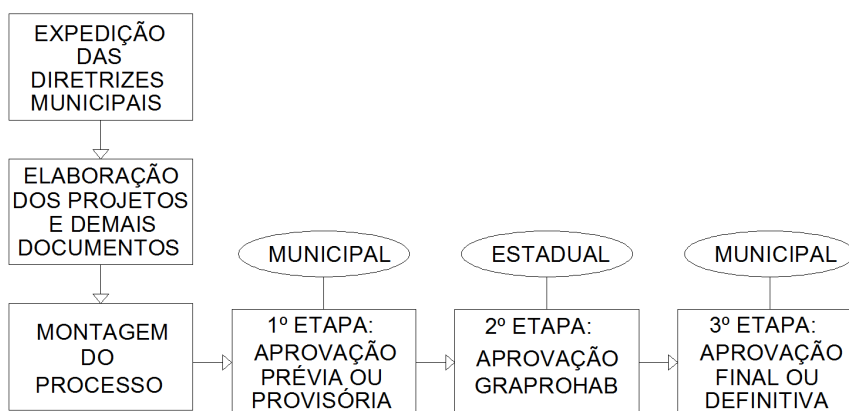 EXPEDIÇÃO
DAS
DIRETRIZES
MUNICIPAIS
ELABORAÇÃO
DOS PROJETOS
E DEMAIS
DOCUMENTOS
MONTAGEM
DO
PROCESSO
MUNICIPAL
1º ETAPA:
APROVAÇÃO
PRÉVIA OU
PROVISÓRIA
ESTADUAL
2º ETAPA:
APROVAÇÃO
GRAPROHAB
MUNICIPAL
3º ETAPA:
APROVAÇÃO
FINAL OU
DEFINITIVA